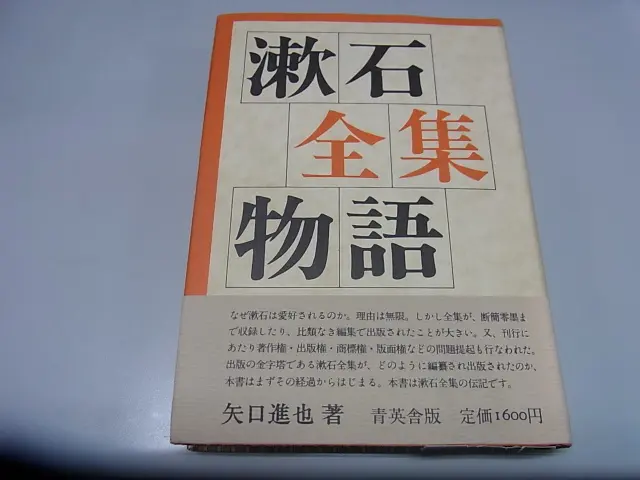 漱石
全集
物語
なぜ漱石は愛好されるのか。理由は無限。しかし全集が、断簡零墨ま
で収録したり、比類なき編集で出版されたことが大きい。又、刊行に
あたり著作権・出版権・商標権・版面権などの問題提起も行なわれた。
出版の金字塔である漱石全集が、どのように編纂され出版されたのか、
本書はまずその経過からはじまる。本書は漱石全集の伝記です。
矢口進也著 青英舎版 定価1600円